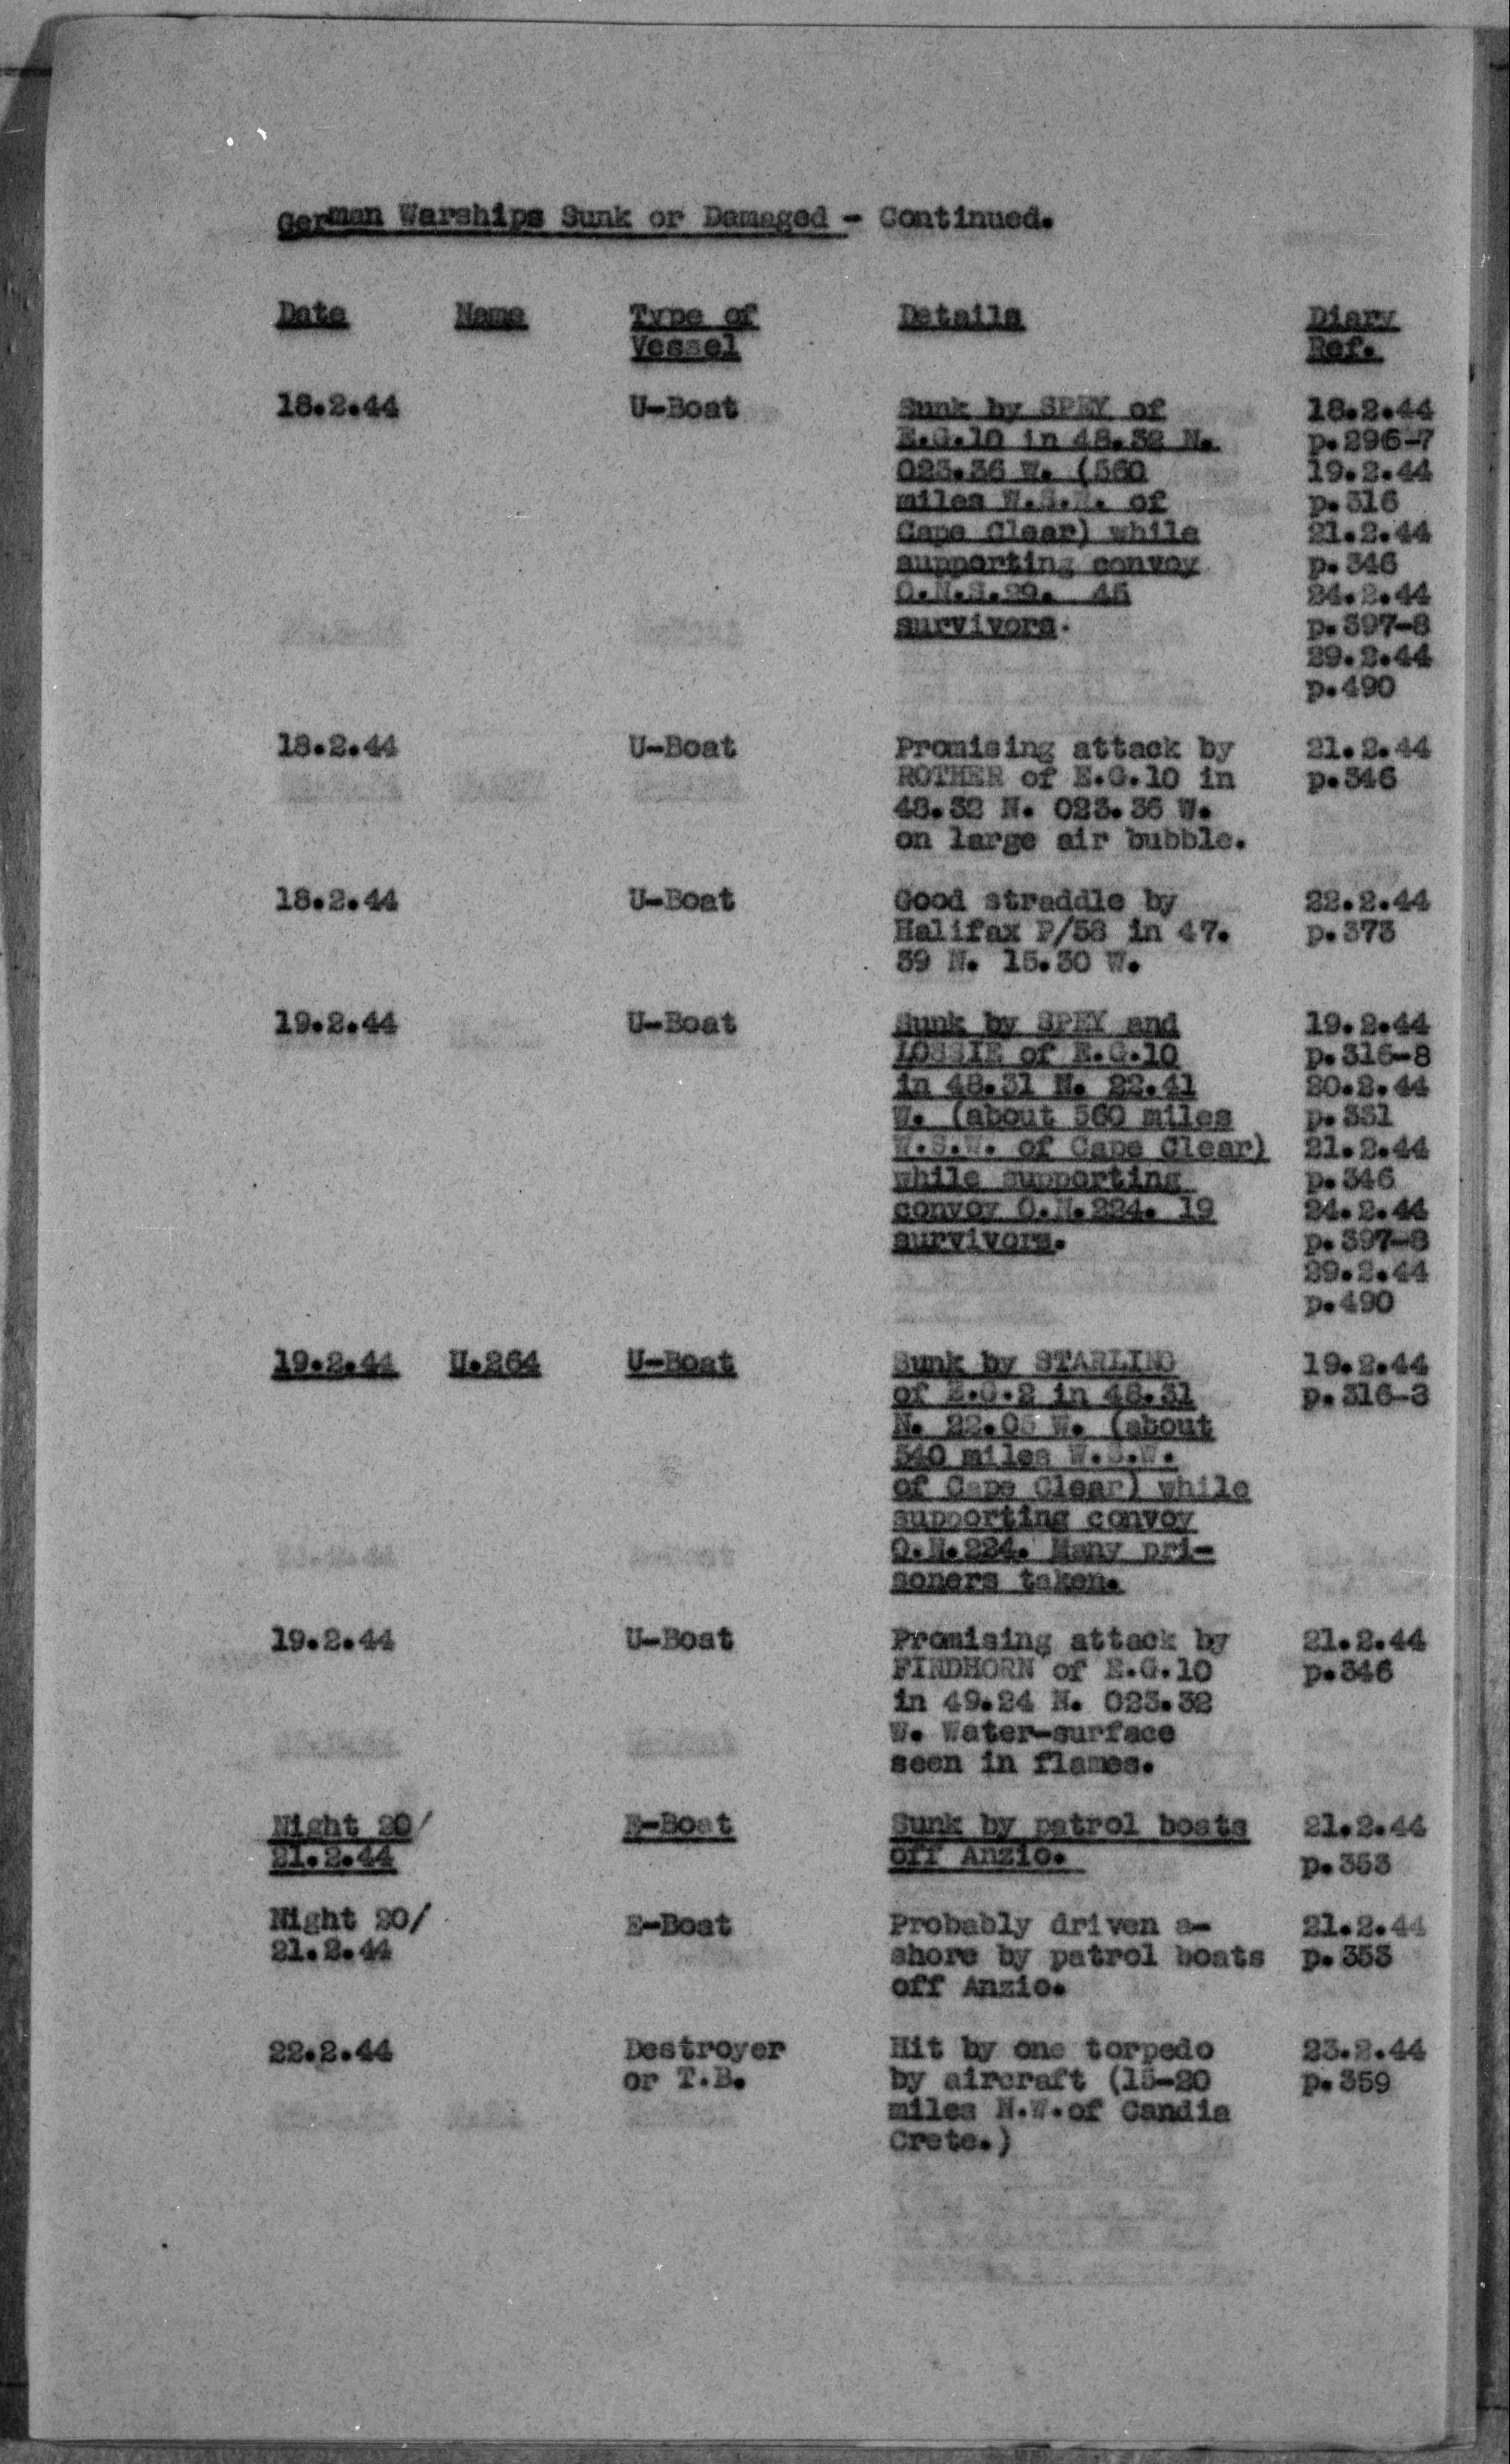 German Warships Sunk or Damaged - Continued.
Date Name Type of Vessel Details Diary Ref.
18.2.44 U-Boat Sunk by SPEY of 18.2.44
E.G.10 in 48.32 N. p.296-7
023.36 W. (560 19.2.44
miles W.S.W. of p.316
Cape Clear) while 21.2.44
supporting convoy p.346
O.N.S.29. 45 24.2.44
survivors. p.397-8
29.2.44
p.490
18.2.44 U-Boat Promising attack by 21.2.44
ROTHER of E.G.10 in p.346
48.32 N. 023.36 W.
on large air bubble.
18.2.44 U-Boat Good straddle by 22.2.44
Halifax P/58 in 47. p.373
39 N. 15.30 W.
19.2.44 U-Boat Sunk by SPEY and 19.2.44
LOSSIE of E.G.10 p.316-8
in 48.31 N. 22.41 20.2.44
W. (about 560 miles p.331
W.S.W. of Cape Clear) 21.2.44
while supporting p.346
convoy O.N.224. 19 24.2.44
survivors. p.397-8
29.2.44
p.490
19.2.44 U.264 U-Boat Sunk by STARLING 19.2.44
of E.G.2 in 48.31 p.316-8
N. 22.05 W. (about
540 miles W.S.W.
of Cape Clear) while
supporting convoy
O.N.224. Many pri-
soners taken.
19.2.44 U-Boat Promising attack by 21.2.44
FINDHORN of E.G.10 p.346
in 49.24 N. 023.32
W. Water-surface
seen in flames.
Night 20/ E-Boat Sunk by patrol boats 21.2.44
21.2.44 off Anzio. p.353
Night 20/ E-Boat Probably driven a- 21.2.44
21.2.44 shore by patrol boats p.353
off Anzio.
22.2.44 Destroyer Hit by one torpedo 23.2.44
or T.B. by aircraft (15-20 p.359
miles N.W.of Candia
Crete.)